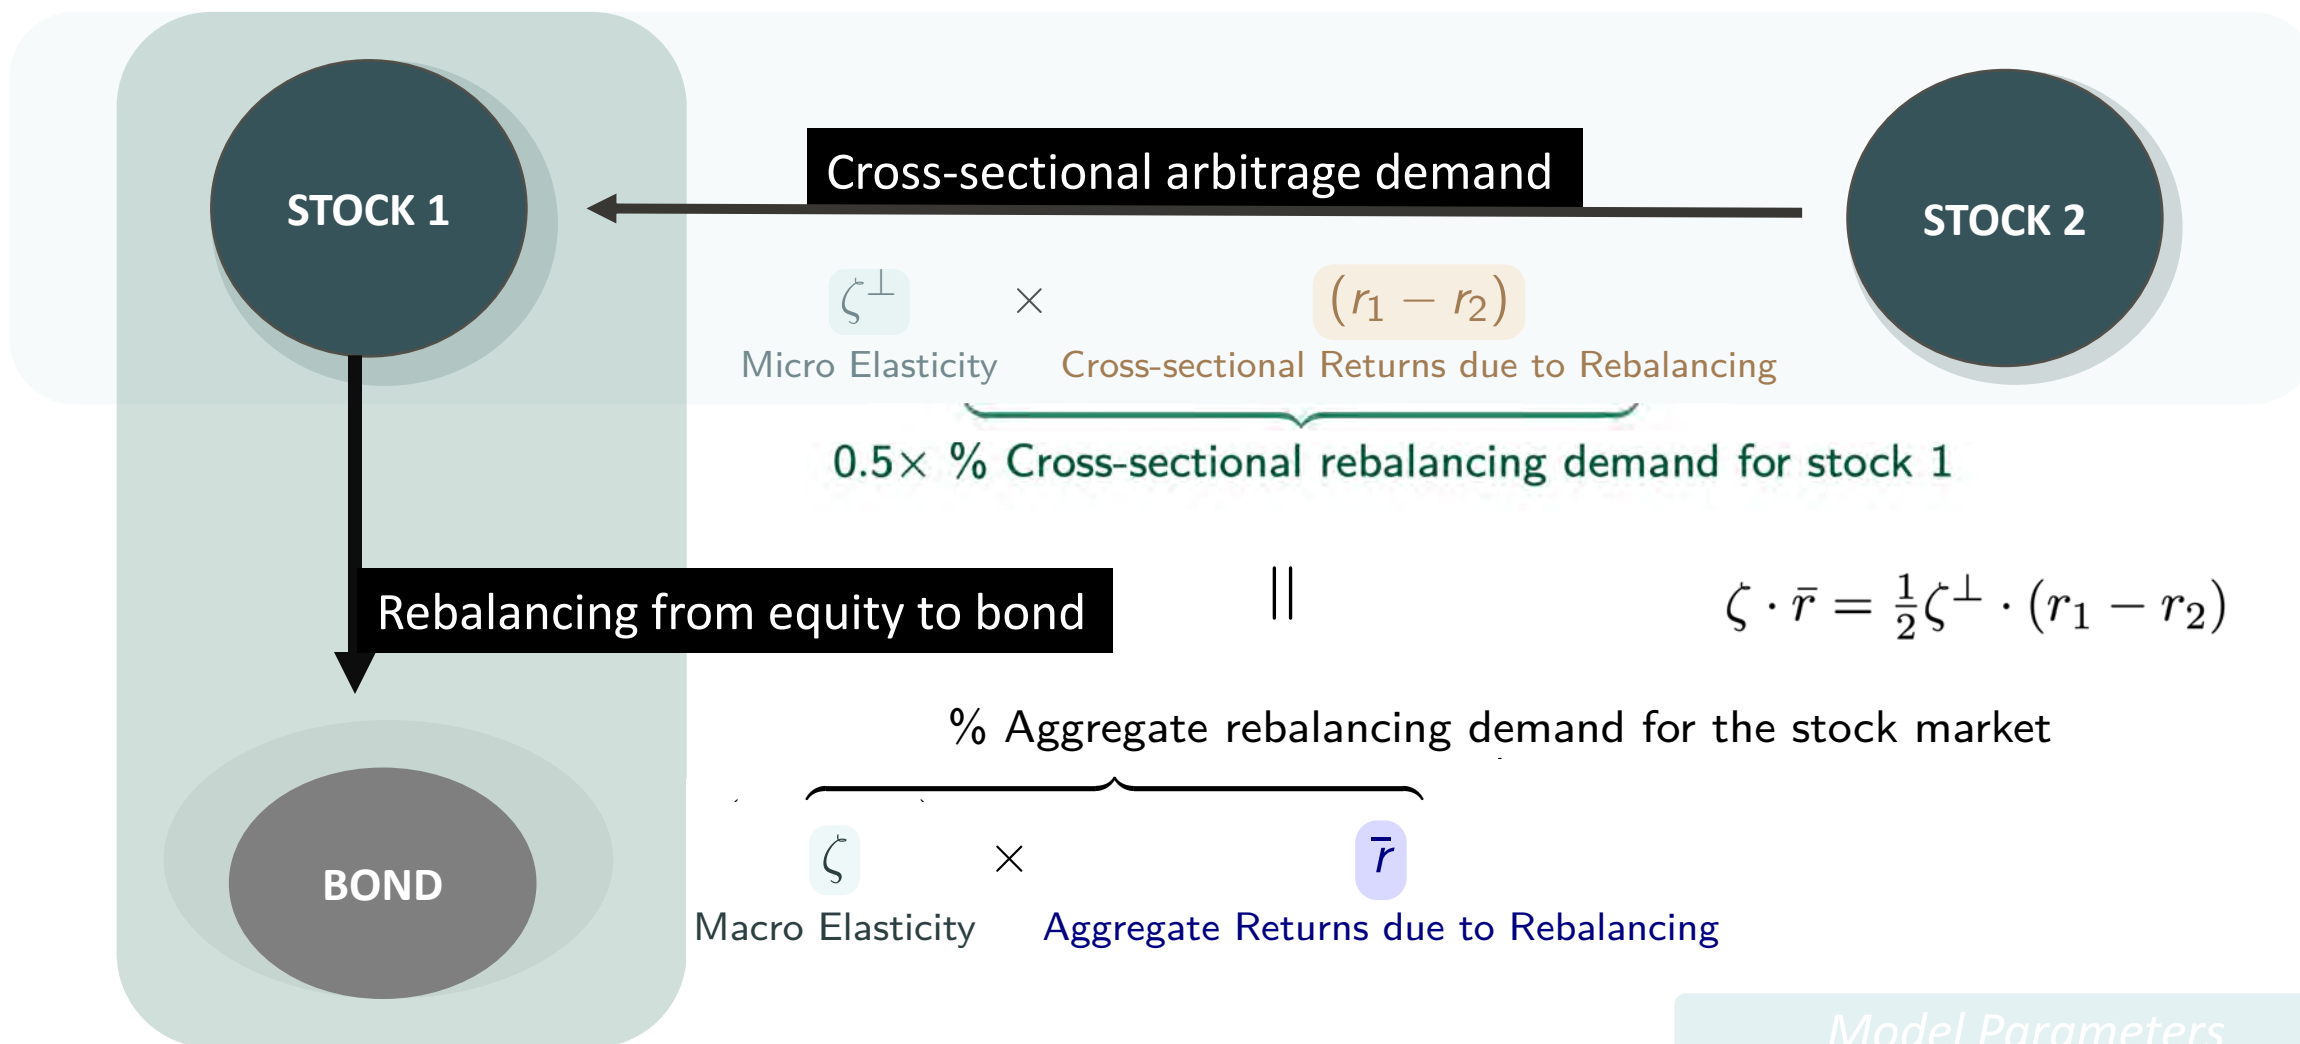 Cross-sectional arbitrage demand
STOCK 1
STOCK 2
ζ⊥ × (r₁ − r₂)
Micro Elasticity Cross-sectional Returns due to Rebalancing
0.5× % Cross-sectional rebalancing demand for stock 1
Rebalancing from equity to bond
||
ζ · r̄ = ½ζ⊥ · (r₁ − r₂)
% Aggregate rebalancing demand for the stock market
ζ × r̄
BOND
Macro Elasticity Aggregate Returns due to Rebalancing
Model Parameters